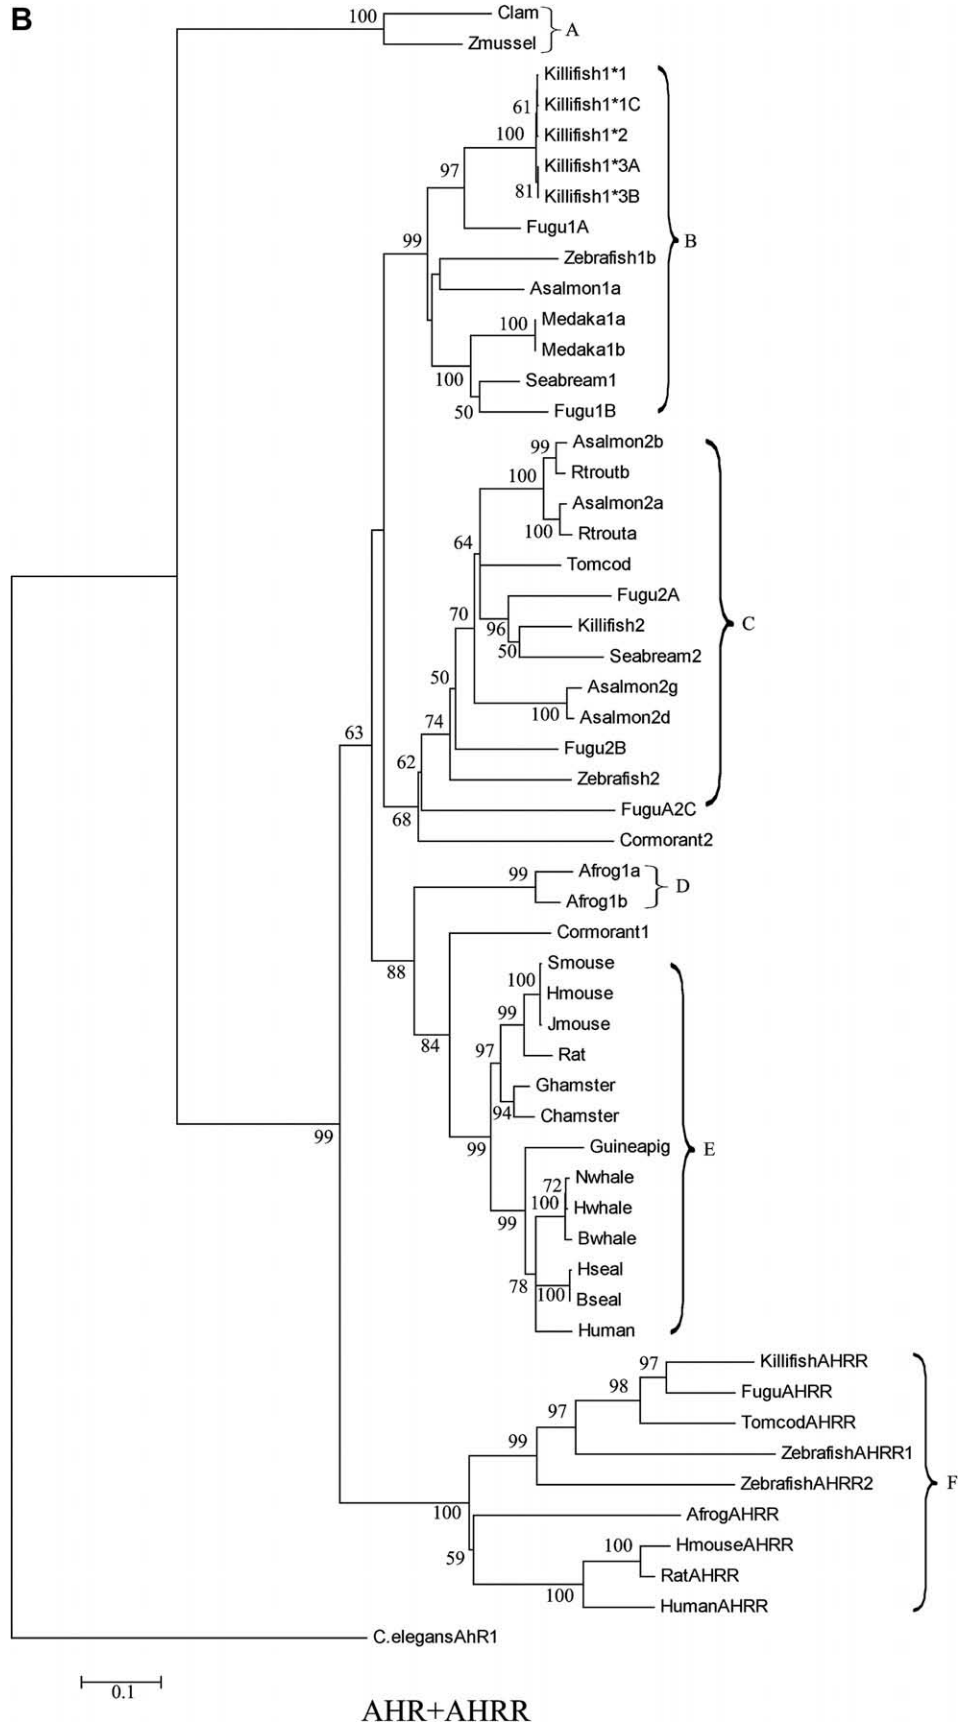 B
Clam
100
A
Zmussel
Killifish1*1
61
Killifish1*1C
100
Killifish1*2
97
Killifish1*3A
81
Killifish1*3B
Fugu1A
99
B
Zebrafish1b
Asalmon1a
100
Medaka1a
Medaka1b
100
Seabream1
50
Fugu1B
99
Asalmon2b
100
Rtroutb
Asalmon2a
100
Rtrouta
64
Tomcod
Fugu2A
70
96
Killifish2
C
50
Seabream2
50
Asalmon2g
100
Asalmon2d
74
63
Fugu2B
62
Zebrafish2
68
FuguA2C
Cormorant2
99
Afrog1a
D
Afrog1b
Cormorant1
88
Smouse
100
Hmouse
99
Jmouse
84
97
Rat
Ghamster
94
Chamster
99
99
Guineapig
E
72
Nwhale
100
Hwhale
99
Bwhale
78
Hseal
100
Bseal
Human
97
KillifishAHRR
98
FuguAHRR
97
TomcodAHRR
99
ZebrafishAHRR1
ZebrafishAHRR2
F
100
AfrogAHRR
59
100
HmouseAHRR
RatAHRR
100
HumanAHRR
C.elegansAhR1
0.1
AHR+AHRR